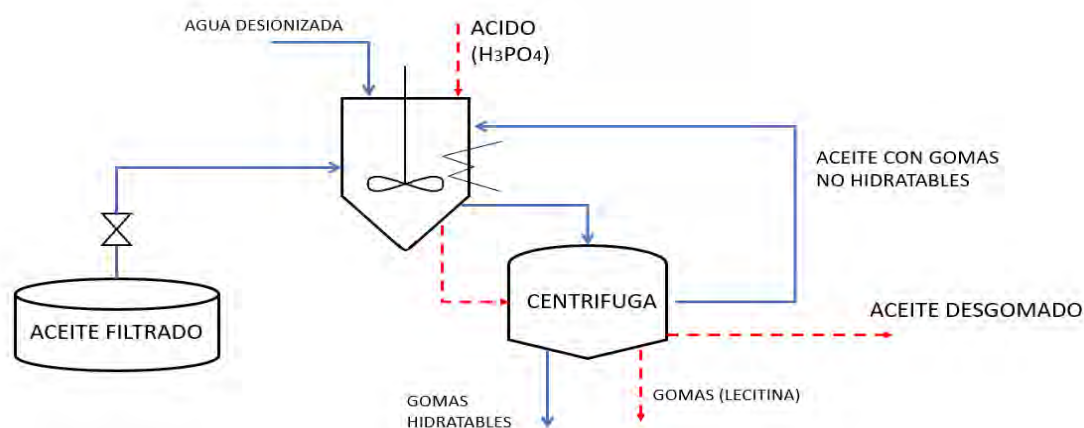 AGUA DESIONIZADA
ACIDO
(H₃PO₄)
ACEITE CON GOMAS
NO HIDRATABLES
CENTRIFUGA
ACEITE DESGOMADO
ACEITE FILTRADO
GOMAS
HIDRATABLES
GOMAS (LECITINA)